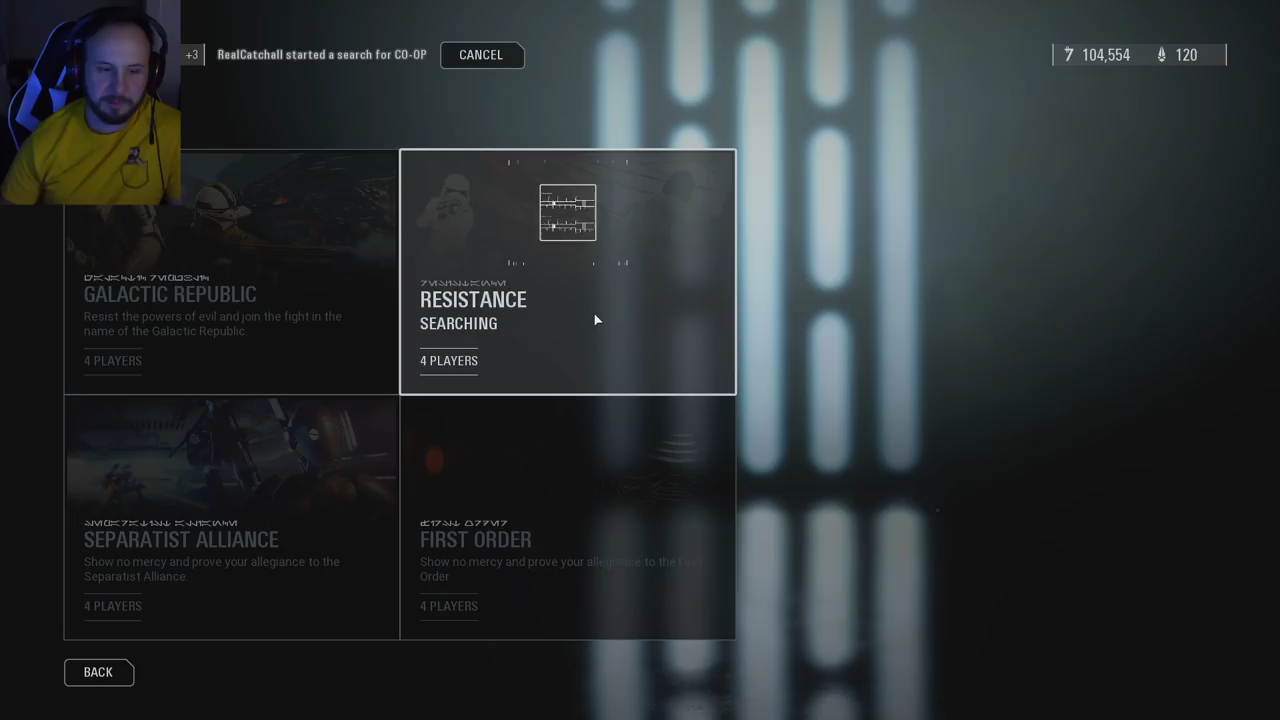 +3
RealCatchall started a search for CO-OP
CANCEL
104,554
120
GALACTIC REPUBLIC
Resist the powers of evil and join the fight in the
name of the Galactic Republic.
4 PLAYERS
RESISTANCE
SEARCHING
4 PLAYERS
SEPARATIST ALLIANCE
Show no mercy and prove your allegiance to the
Separatist Alliance.
4 PLAYERS
FIRST ORDER
Show no mercy and prove your allegiance to the First
Order.
4 PLAYERS
BACK